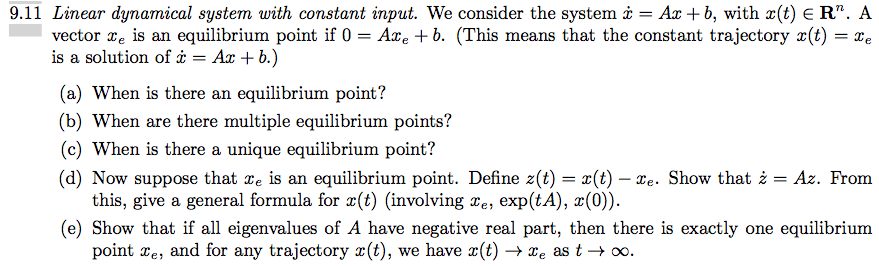 9.11 Linear dynamical system with constant input. We consider the system ẋ = Ax + b, with x(t) ∈ Rⁿ. A
vector xₑ is an equilibrium point if 0 = Axₑ + b. (This means that the constant trajectory x(t) = xₑ
is a solution of ẋ = Ax + b.)
(a) When is there an equilibrium point?
(b) When are there multiple equilibrium points?
(c) When is there a unique equilibrium point?
(d) Now suppose that xₑ is an equilibrium point. Define z(t) = x(t) − xₑ. Show that ż = Az. From
this, give a general formula for x(t) (involving xₑ, exp(tA), x(0)).
(e) Show that if all eigenvalues of A have negative real part, then there is exactly one equilibrium
point xₑ, and for any trajectory x(t), we have x(t) → xₑ as t → ∞.